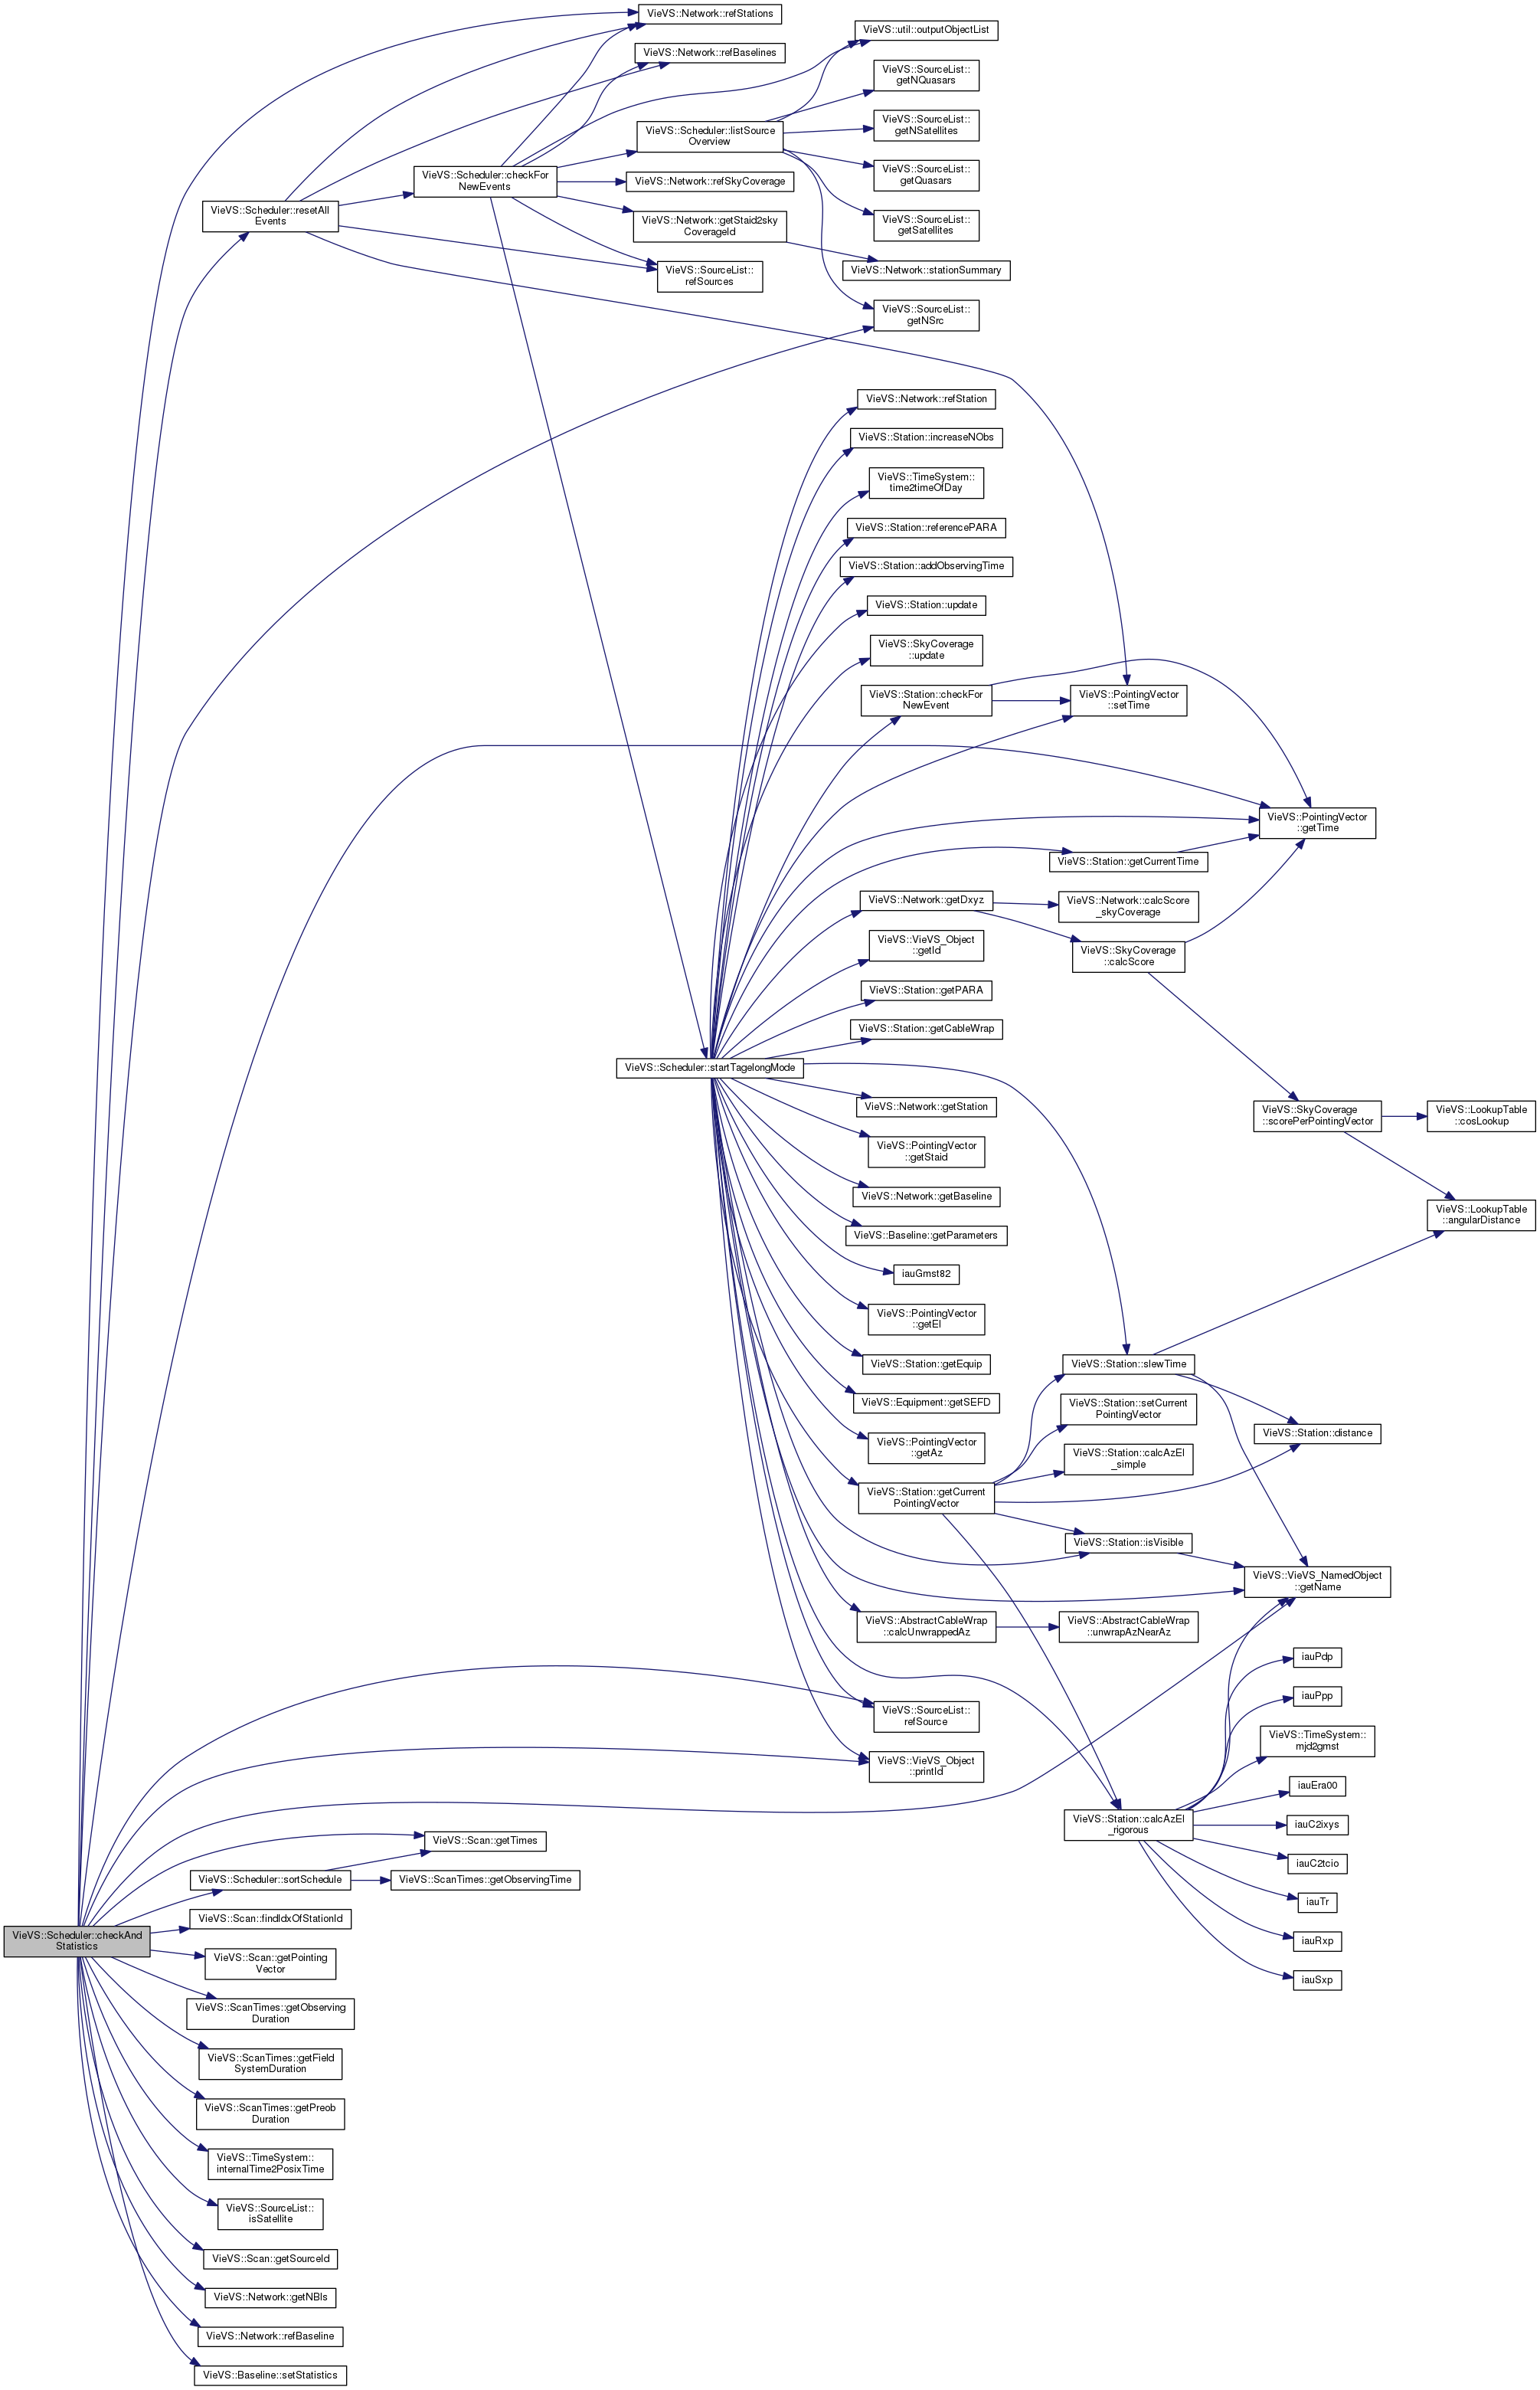 VieVS::Network::refStations
VieVS::util::outputObjectList
VieVS::Network::refBaselines
VieVS::SourceList::
getNQuasars
VieVS::SourceList::
getNSatellites
VieVS::Scheduler::listSource
Overview
VieVS::SourceList::
getQuasars
VieVS::Scheduler::checkFor
NewEvents
VieVS::Network::refSkyCoverage
VieVS::Scheduler::resetAll
Events
VieVS::Network::getStaid2sky
CoverageId
VieVS::SourceList::
getSatellites
VieVS::SourceList::
refSources
VieVS::Network::stationSummary
VieVS::SourceList::
getNSrc
VieVS::Network::refStation
VieVS::Station::increaseNObs
VieVS::TimeSystem::
time2timeOfDay
VieVS::Station::referencePARA
VieVS::Station::addObservingTime
VieVS::Station::update
VieVS::SkyCoverage
::update
VieVS::Station::checkFor
NewEvent
VieVS::PointingVector
::setTime
VieVS::PointingVector
::getTime
VieVS::Station::getCurrentTime
VieVS::Network::getDxyz
VieVS::Network::calcScore
_skyCoverage
VieVS::VieVS_Object
::getId
VieVS::SkyCoverage
::calcScore
VieVS::Station::getPARA
VieVS::Station::getCableWrap
VieVS::Scheduler::startTagelongMode
VieVS::Network::getStation
VieVS::SkyCoverage
::scorePerPointingVector
VieVS::LookupTable
::cosLookup
VieVS::PointingVector
::getStaid
VieVS::Network::getBaseline
VieVS::LookupTable
::angularDistance
VieVS::Baseline::getParameters
iauGmst82
VieVS::PointingVector
::getEl
VieVS::Station::getEquip
VieVS::Station::slewTime
VieVS::Equipment::getSEFD
VieVS::Station::setCurrent
PointingVector
VieVS::Station::distance
VieVS::PointingVector
::getAz
VieVS::Station::calcAzEl
_simple
VieVS::Station::getCurrent
PointingVector
VieVS::Station::isVisible
VieVS::VieVS_NamedObject
::getName
VieVS::AbstractCableWrap
::calcUnwrappedAz
VieVS::AbstractCableWrap
::unwrapAzNearAz
iauPdp
iauPpp
VieVS::SourceList::
refSource
VieVS::TimeSystem::
mjd2gmst
VieVS::VieVS_Object
::printId
iauEra00
VieVS::Station::calcAzEl
_rigorous
iauC2ixys
VieVS::Scan::getTimes
iauC2tcio
VieVS::Scheduler::sortSchedule
VieVS::ScanTimes::getObservingTime
iauTr
VieVS::Scan::findIdxOfStationId
VieVS::Scheduler::checkAnd
Statistics
iauRxp
VieVS::Scan::getPointing
Vector
iauSxp
VieVS::ScanTimes::getObserving
Duration
VieVS::ScanTimes::getField
SystemDuration
VieVS::ScanTimes::getPreob
Duration
VieVS::TimeSystem::
internalTime2PosixTime
VieVS::SourceList::
isSatellite
VieVS::Scan::getSourceId
VieVS::Network::getNBls
VieVS::Network::refBaseline
VieVS::Baseline::setStatistics